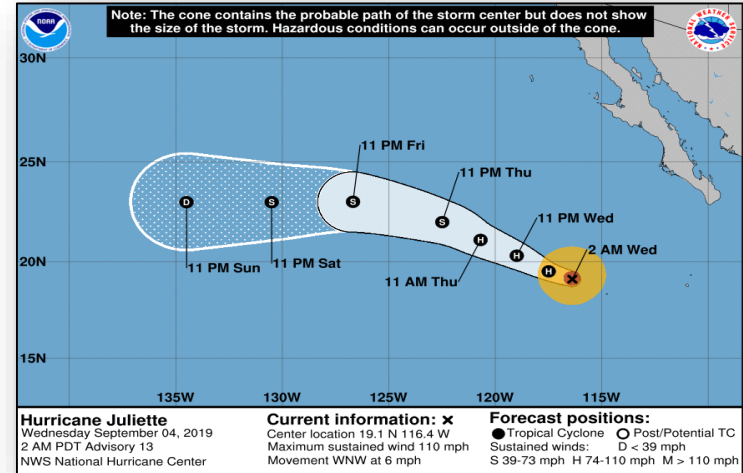 Note: The cone contains the probable path of the storm center but does not show
the size of the storm. Hazardous conditions can occur outside of the cone.
NOAA
NATIONAL WEATHER SERVICE
30N
11 PM Fri
25N
11 PM Thu
11 PM Wed
D
S
S
S
2 AM Wed
H
H
H
20N
11 PM Sun
11 PM Sat
11 AM Thu
15N
135W
130W
125W
120W
115W
Hurricane Juliette
Wednesday September 04, 2019
2 AM PDT Advisory 13
NWS National Hurricane Center
Current information: ×
Center location 19.1 N 116.4 W
Maximum sustained wind 110 mph
Movement WNW at 6 mph
Forecast positions:
Tropical Cyclone Post/Potential TC
Sustained winds: D < 39 mph
S 39-73 mph H 74-110 mph M > 110 mph